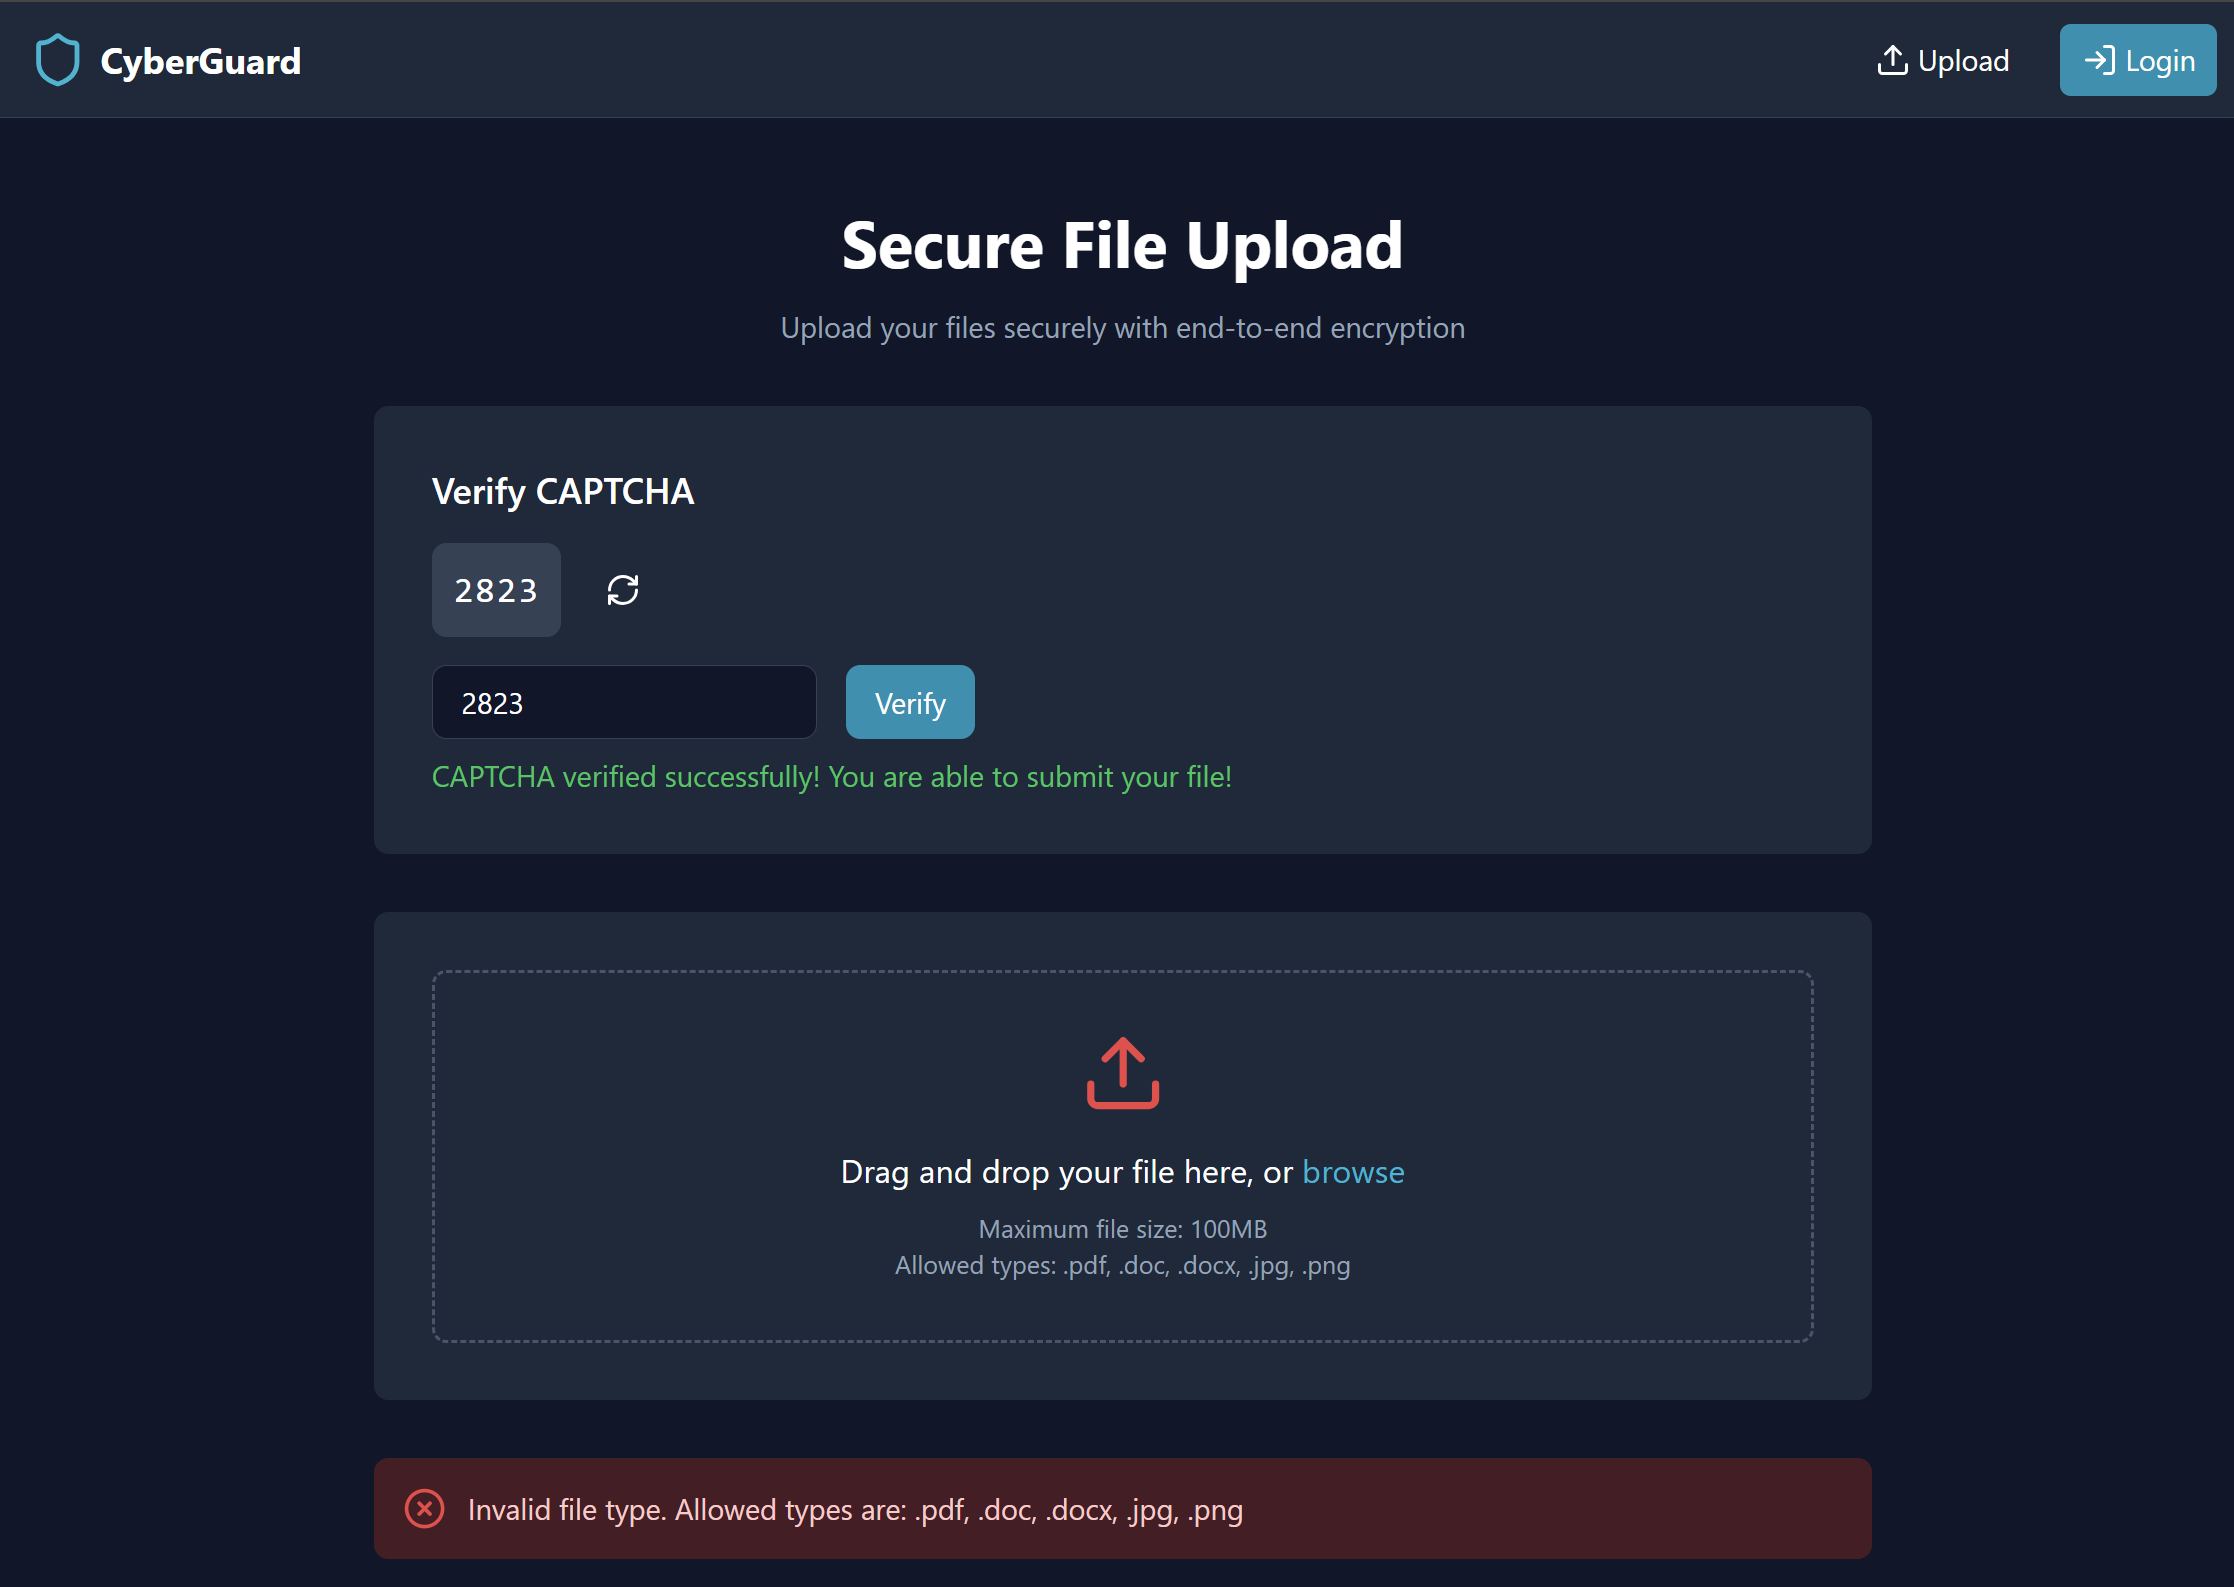 CyberGuard
Upload
Login
Secure File Upload
Upload your files securely with end-to-end encryption
Verify CAPTCHA
2823
2823
Verify
CAPTCHA verified successfully! You are able to submit your file!
Drag and drop your file here, or browse
Maximum file size: 100MB
Allowed types: .pdf, .doc, .docx, .jpg, .png
Invalid file type. Allowed types are: .pdf, .doc, .docx, .jpg, .png